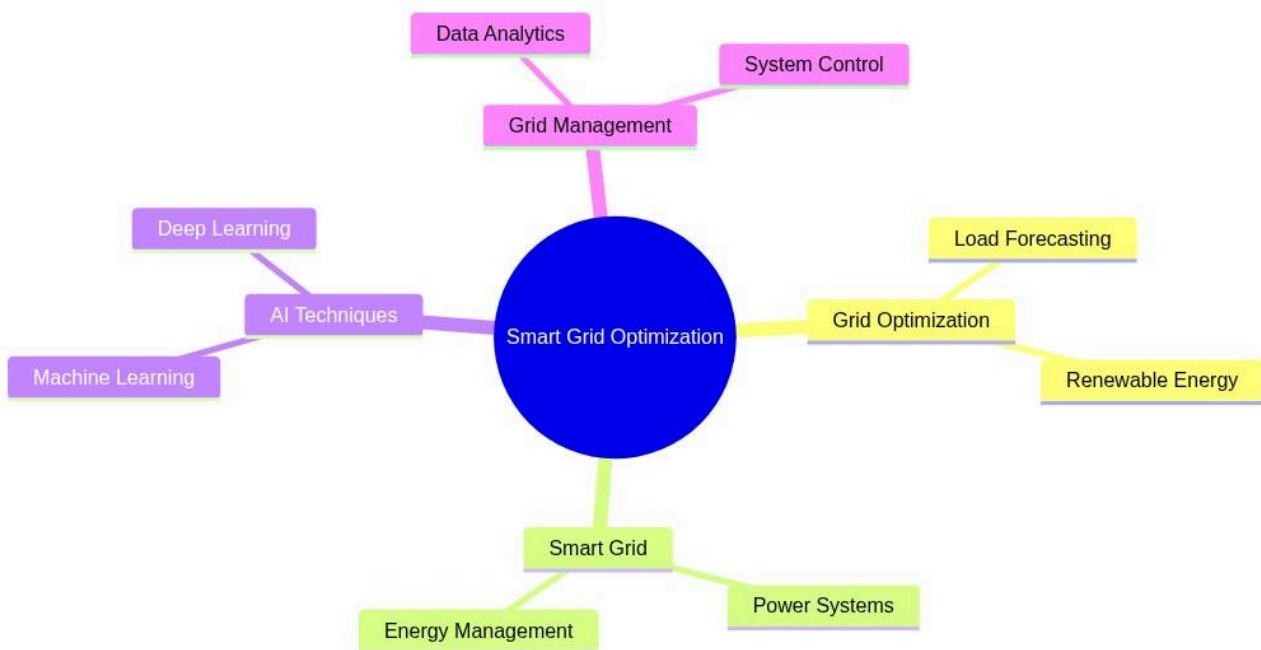 Data Analytics
System Control
Grid Management
Deep Learning
Load Forecasting
AI Techniques
Grid Optimization
Smart Grid Optimization
Machine Learning
Renewable Energy
Smart Grid
Power Systems
Energy Management